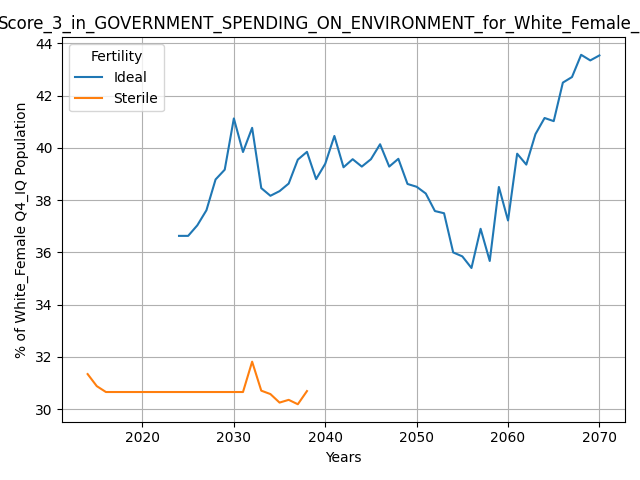 Score_3_in_GOVERNMENT_SPENDING_ON_ENVIRONMENT_for_White_Female_
Fertility
Ideal
Sterile
% of White_Female Q4_IQ Population
44
42
40
38
36
34
32
30
2020 2030 2040 2050 2060 2070
Years